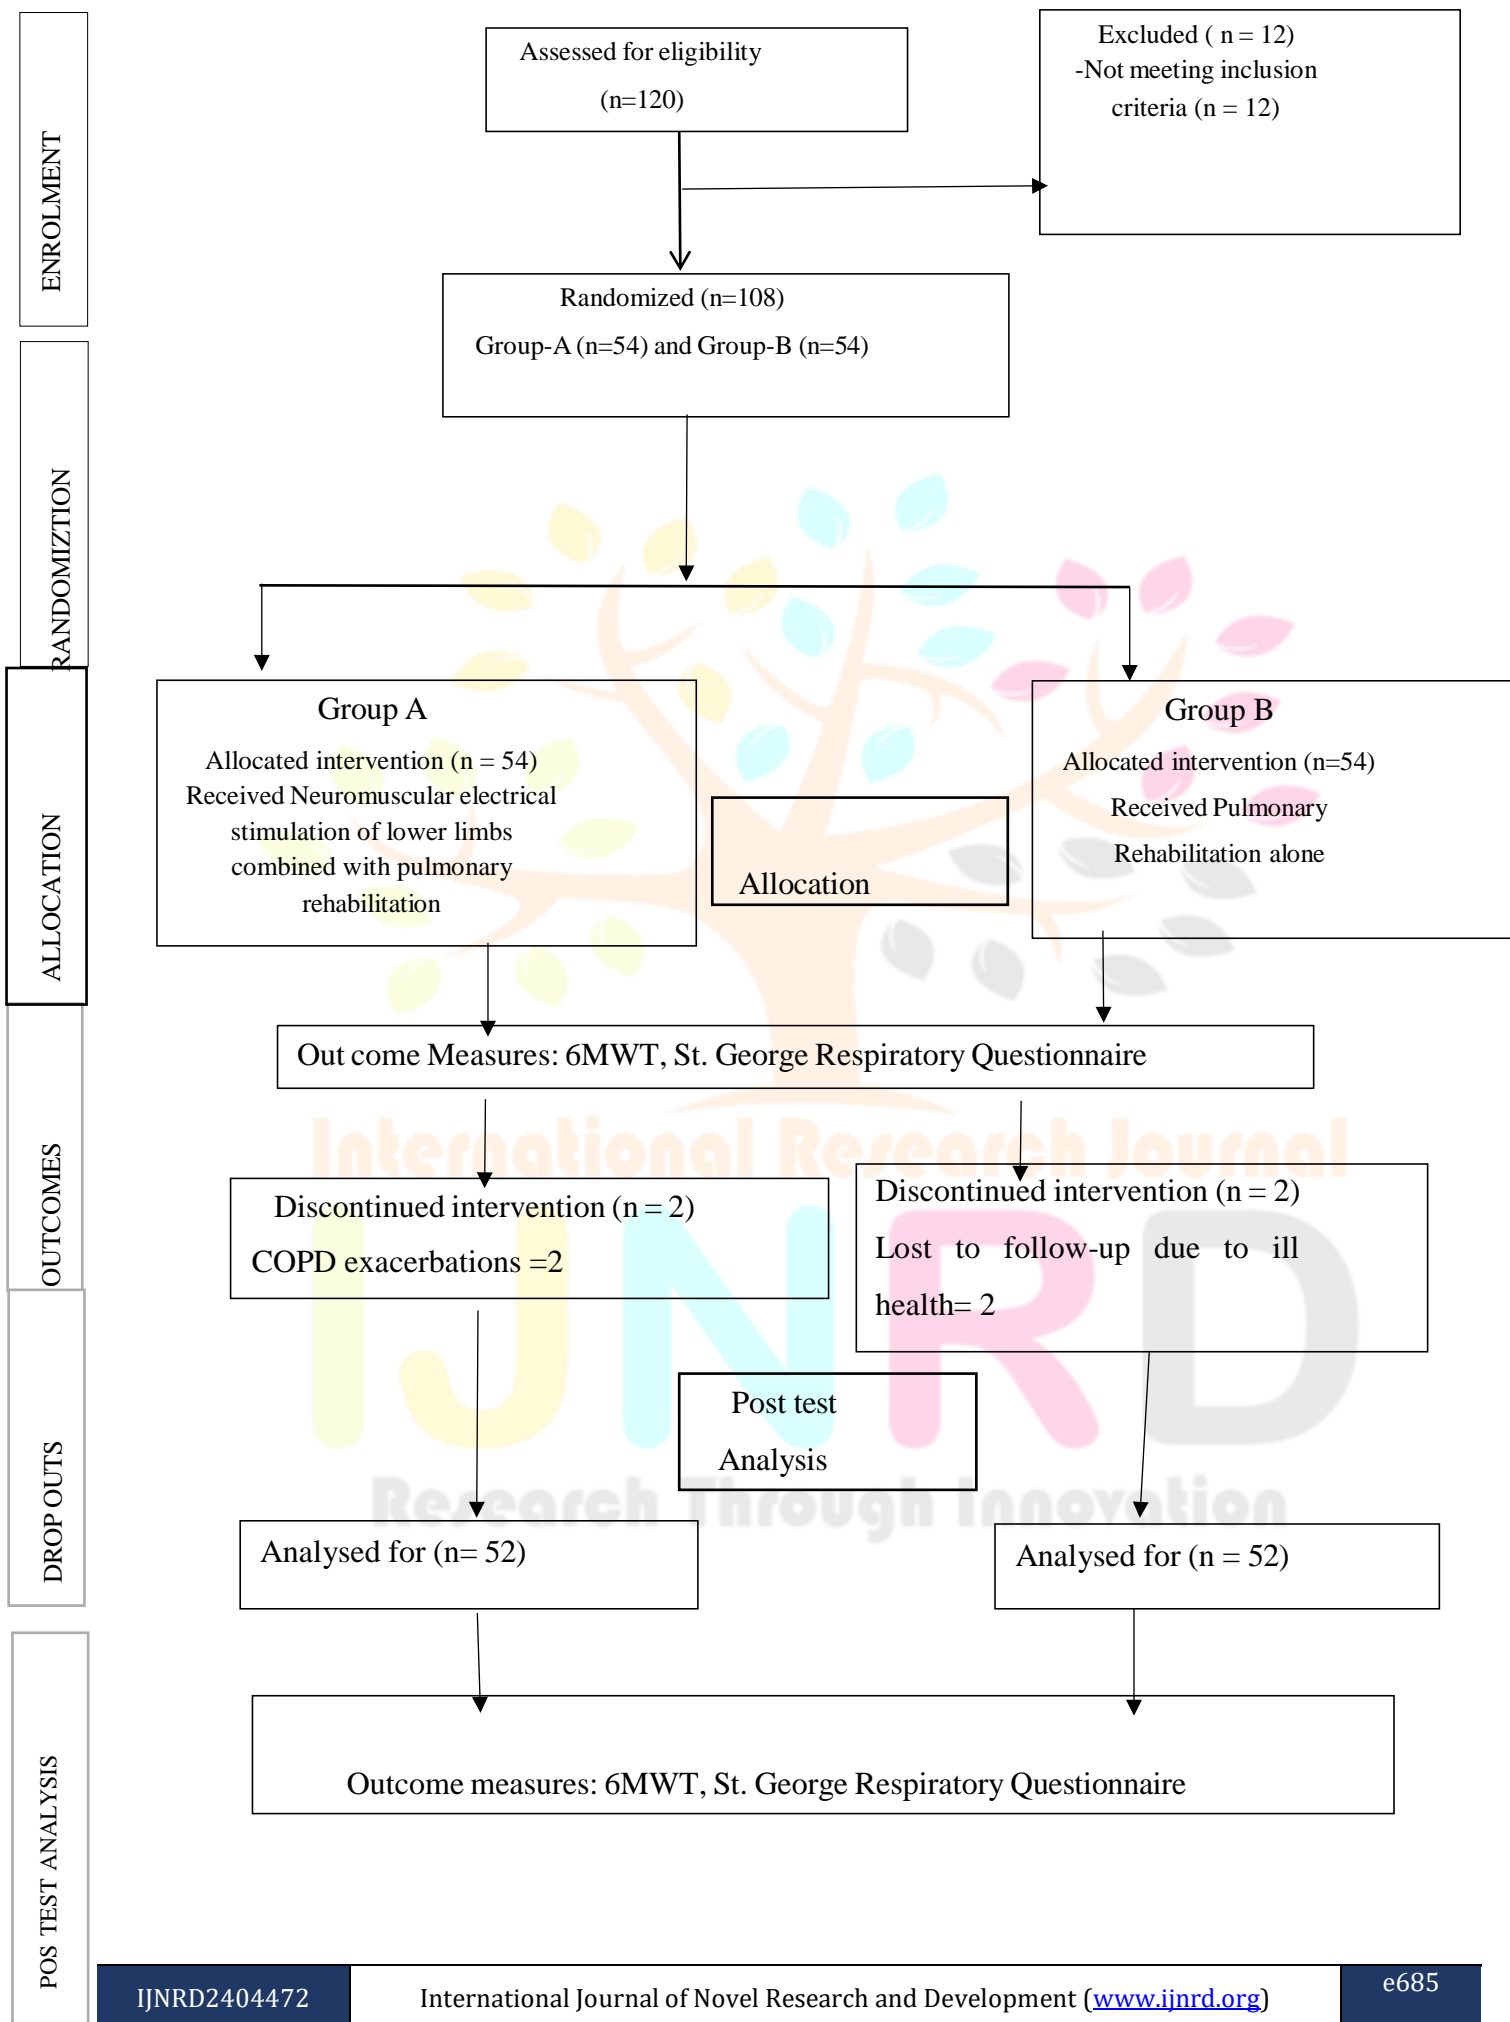 Assessed for eligibility
(n=120)
Excluded ( n = 12)
-Not meeting inclusion
criteria (n = 12)
ENROLMENT
Randomized (n=108)
Group-A (n=54) and Group-B (n=54)
RANDOMIZTION
Group A
Allocated intervention (n = 54)
Received Neuromuscular electrical
stimulation of lower limbs
combined with pulmonary
rehabilitation
Allocation
Group B
Allocated intervention (n=54)
Received Pulmonary
Rehabilitation alone
ALLOCATION
Out come Measures: 6MWT, St. George Respiratory Questionnaire
International Research Journal
OUTCOMES
Discontinued intervention (n = 2)
COPD exacerbations =2
Discontinued intervention (n = 2)
Lost to follow-up due to ill
health= 2
IJNRD
Post test
Analysis
Research Through Innovation
DROP OUTS
Analysed for (n= 52)
Analysed for (n = 52)
Outcome measures: 6MWT, St. George Respiratory Questionnaire
POS TEST ANALYSIS
IJNRD2404472
International Journal of Novel Research and Development (www.ijnrd.org)
e685